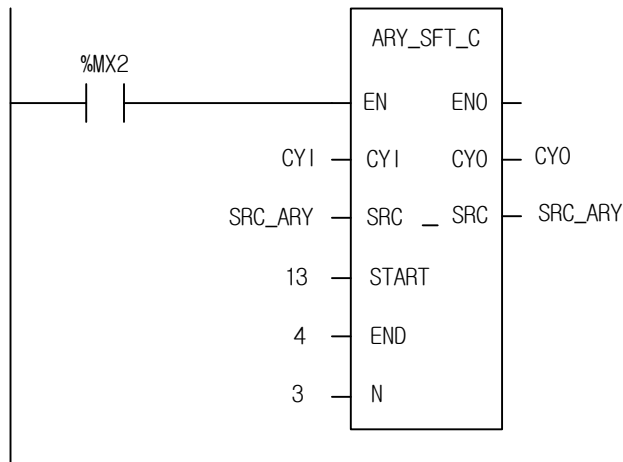 ARY_SFT_C
%MX2
EN ENO
CYI CYI CYO CYO
SRC_ARY SRC _ SRC SRC_ARY
13 START
4 END
3 N